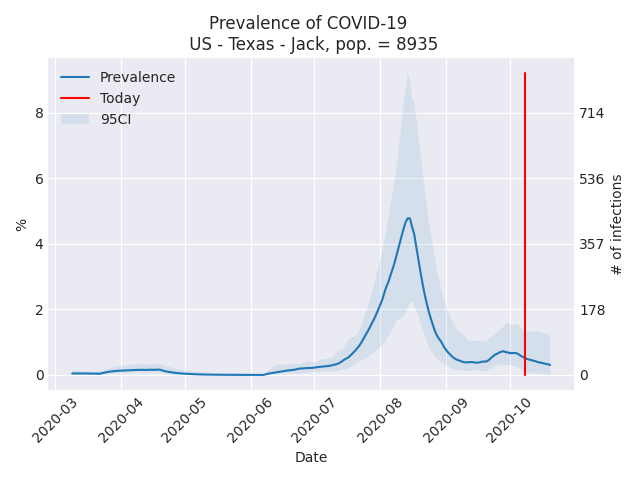 Prevalence of COVID-19
US - Texas - Jack, pop. = 8935
Prevalence
Today
95CI
8
6
4
2
0
%
714
536
357
178
0
# of infections
2020-03
2020-04
2020-05
2020-06
2020-07
2020-08
2020-09
2020-10
Date